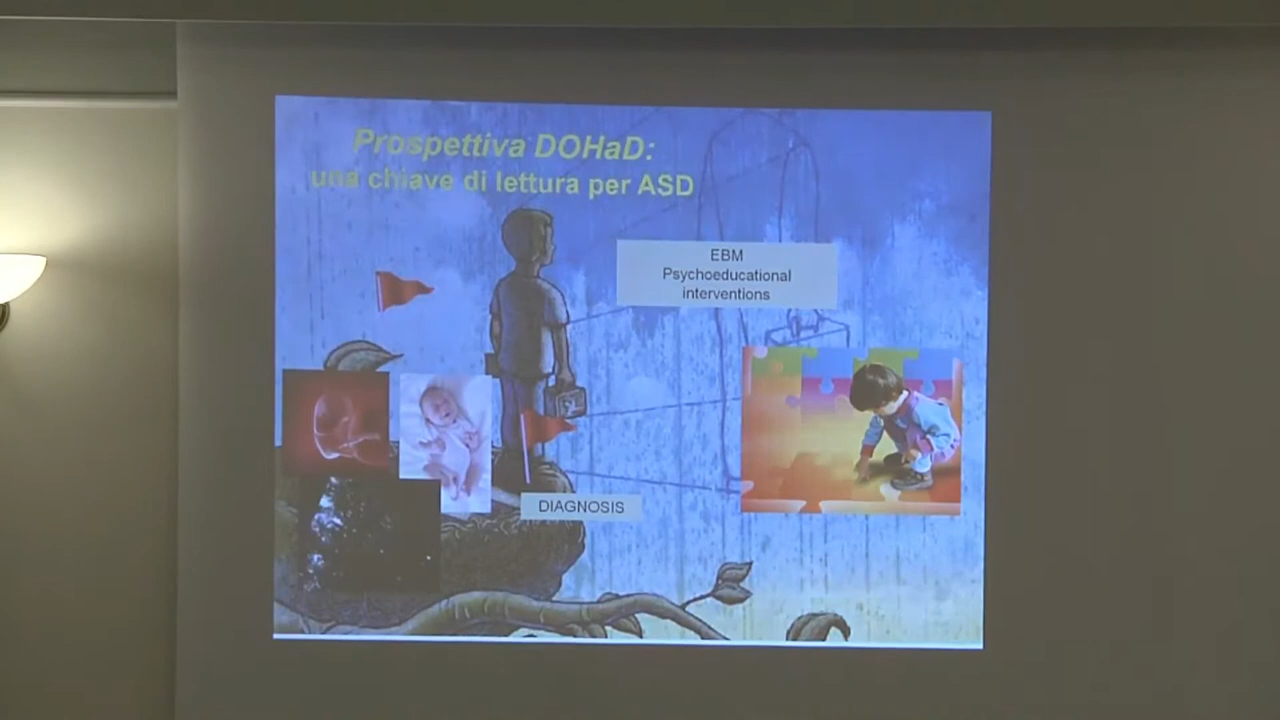 Prospettiva DOHaD:
una chiave di lettura per ASD
EBM
Psychoeducational
interventions
DIAGNOSIS